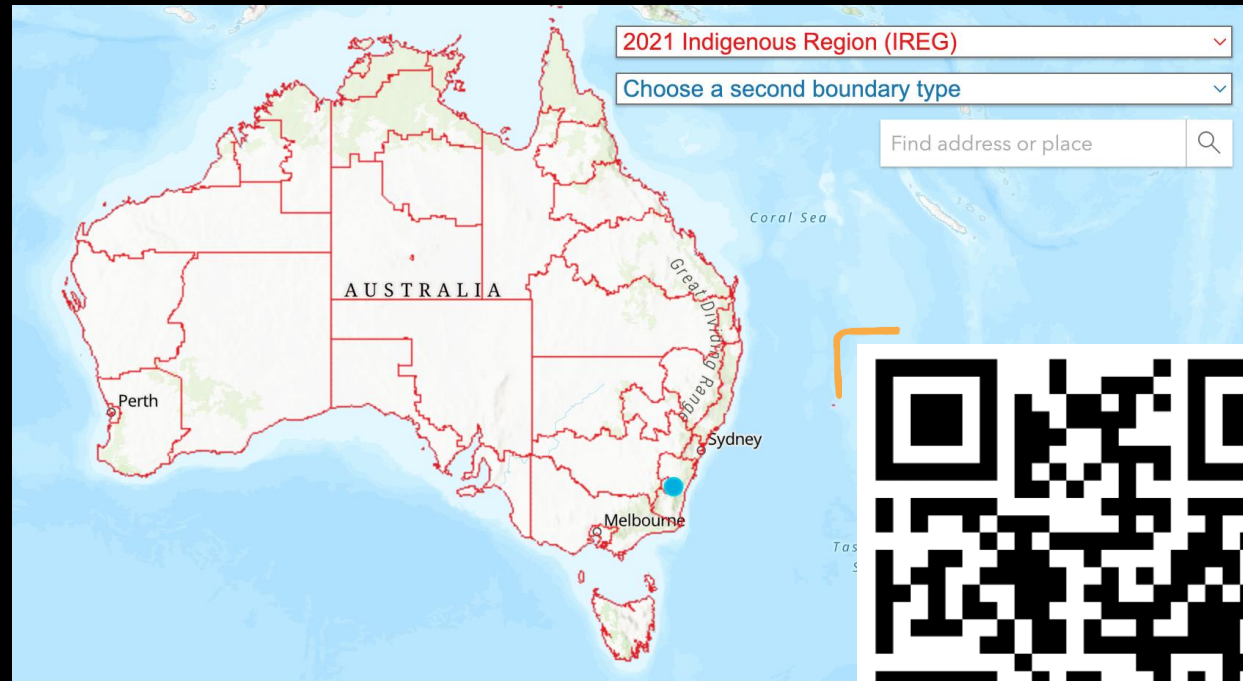 2021 Indigenous Region (IREG)
Choose a second boundary type
Find address or place
Coral Sea
AUSTRALIA
Great Dividing Range
Perth
Sydney
Melbourne